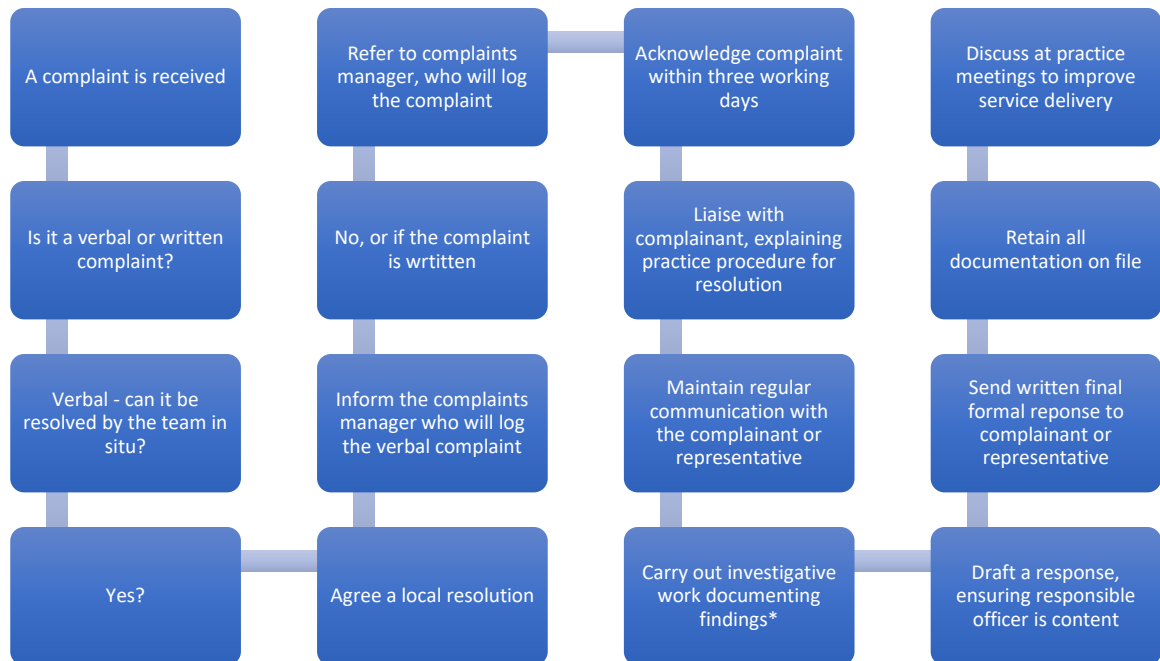 A complaint is received
Is it a verbal or written
complaint?
Verbal - can it be
resolved by the team in
situ?
Yes?
Agree a local resolution
Inform the complaints
manager who will log
the verbal complaint
No, or if the complaint
is wrtitten
Refer to complaints
manager, who will log
the complaint
Acknowledge complaint
within three working
days
Liaise with
complainant, explaining
practice procedure for
resolution
Maintain regular
communication with
the complainant or
representative
Carry out investigative
work documenting
findings*
Draft a response,
ensuring responsible
officer is content
Send written final
formal reponse to
complainant or
representative
Retain all
documentation on file
Discuss at practice
meetings to improve
service delivery